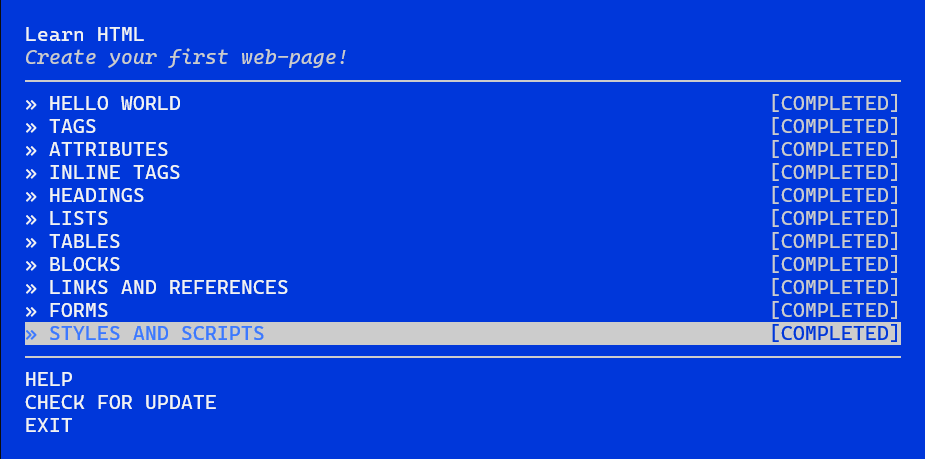 Learn HTML
Create your first web-page!
» HELLO WORLD [COMPLETED]
» TAGS [COMPLETED]
» ATTRIBUTES [COMPLETED]
» INLINE TAGS [COMPLETED]
» HEADINGS [COMPLETED]
» LISTS [COMPLETED]
» TABLES [COMPLETED]
» BLOCKS [COMPLETED]
» LINKS AND REFERENCES [COMPLETED]
» FORMS [COMPLETED]
» STYLES AND SCRIPTS [COMPLETED]
HELP
CHECK FOR UPDATE
EXIT